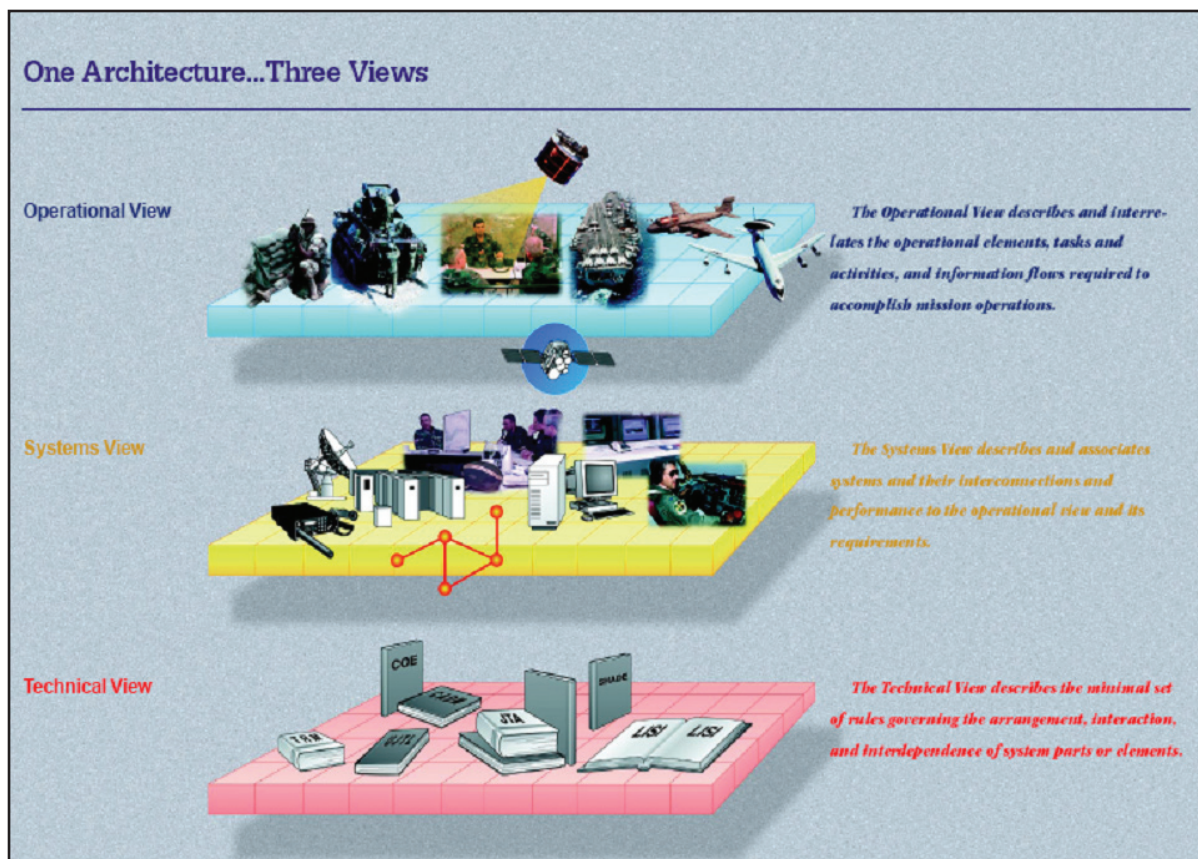 One Architecture...Three Views
Operational View
The Operational View describes and interre-
lates the operational elements, tasks and
activities, and information flows required to
accomplish mission operations.
Systems View
The Systems View describes and associates
systems and their interconnections and
performance to the operational view and its
requirements.
Technical View
COE
CADM
SHADE
TRM
UJTL
JTA
LISI
LISI
The Technical View describes the minimal set
of rules governing the arrangement, interaction,
and interdependence of system parts or elements.